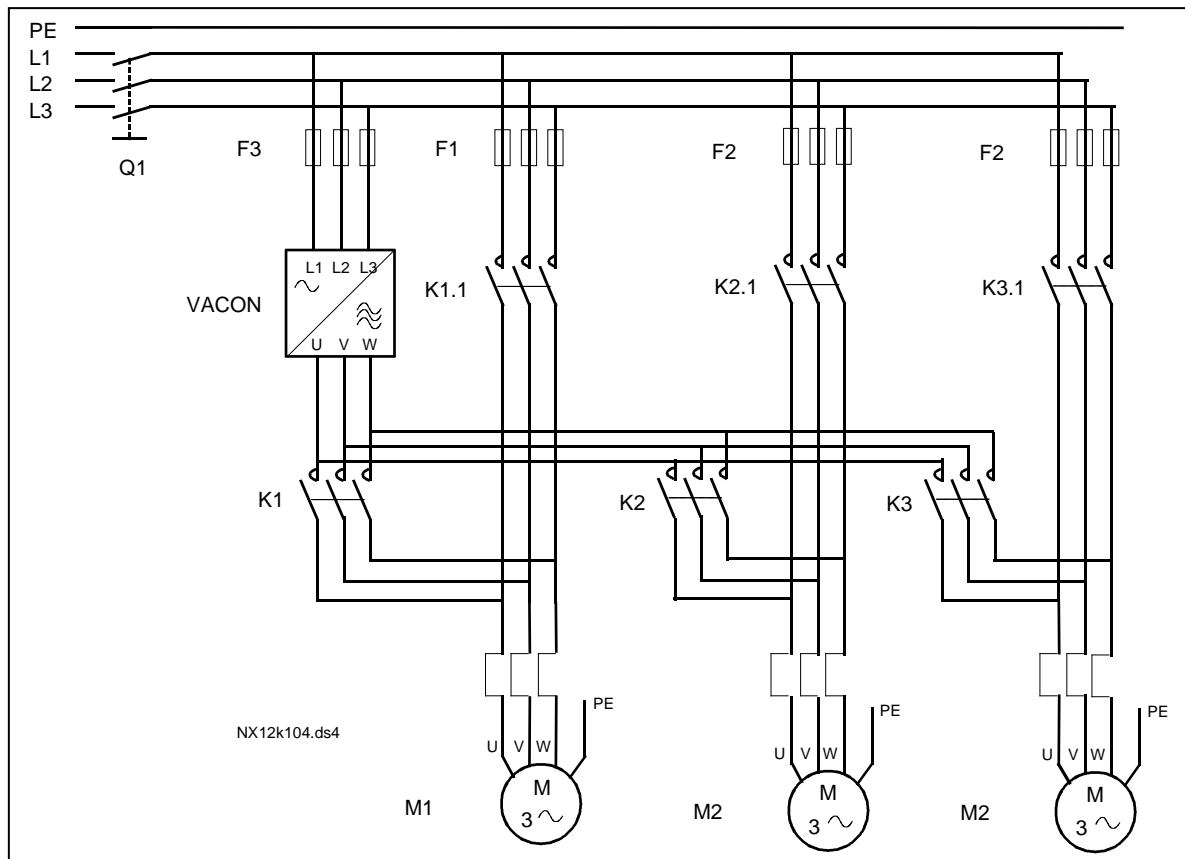 PE
L1
L2
L3
Q1
F3
F1
F2
F2
L1 L2 L3
VACON
U V W
K1.1
K2.1
K3.1
K1
K2
K3
PE
PE
PE
NX12k104.ds4
U V W
U V W
U V W
M
3
M
3
M
3
M1
M2
M2